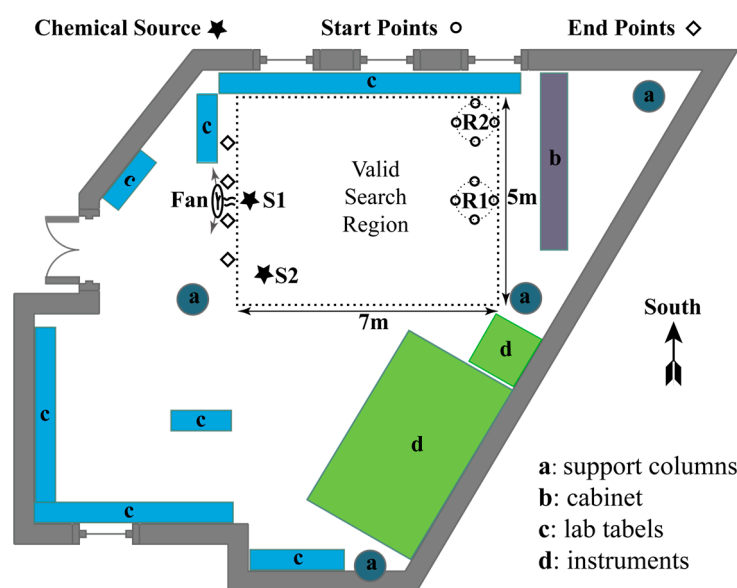 Chemical Source
Start Points
End Points
c
a
c
R2
b
c
Valid
Search
Region
Fan
S1
R1
5m
S2
a
a
7m
South
d
c
c
d
c
c
a
a: support columns
b: cabinet
c: lab tabels
d: instruments